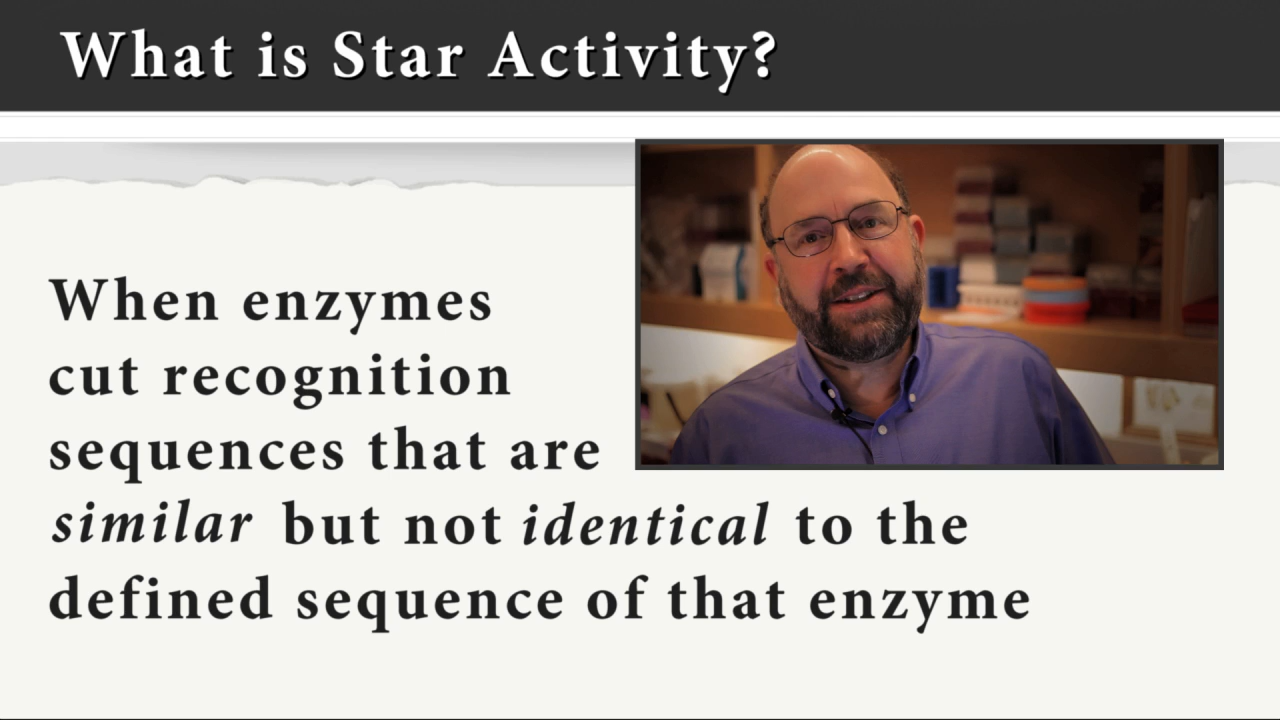 What is Star Activity?
When enzymes
cut recognition
sequences that are
similar but not identical to the
defined sequence of that enzyme